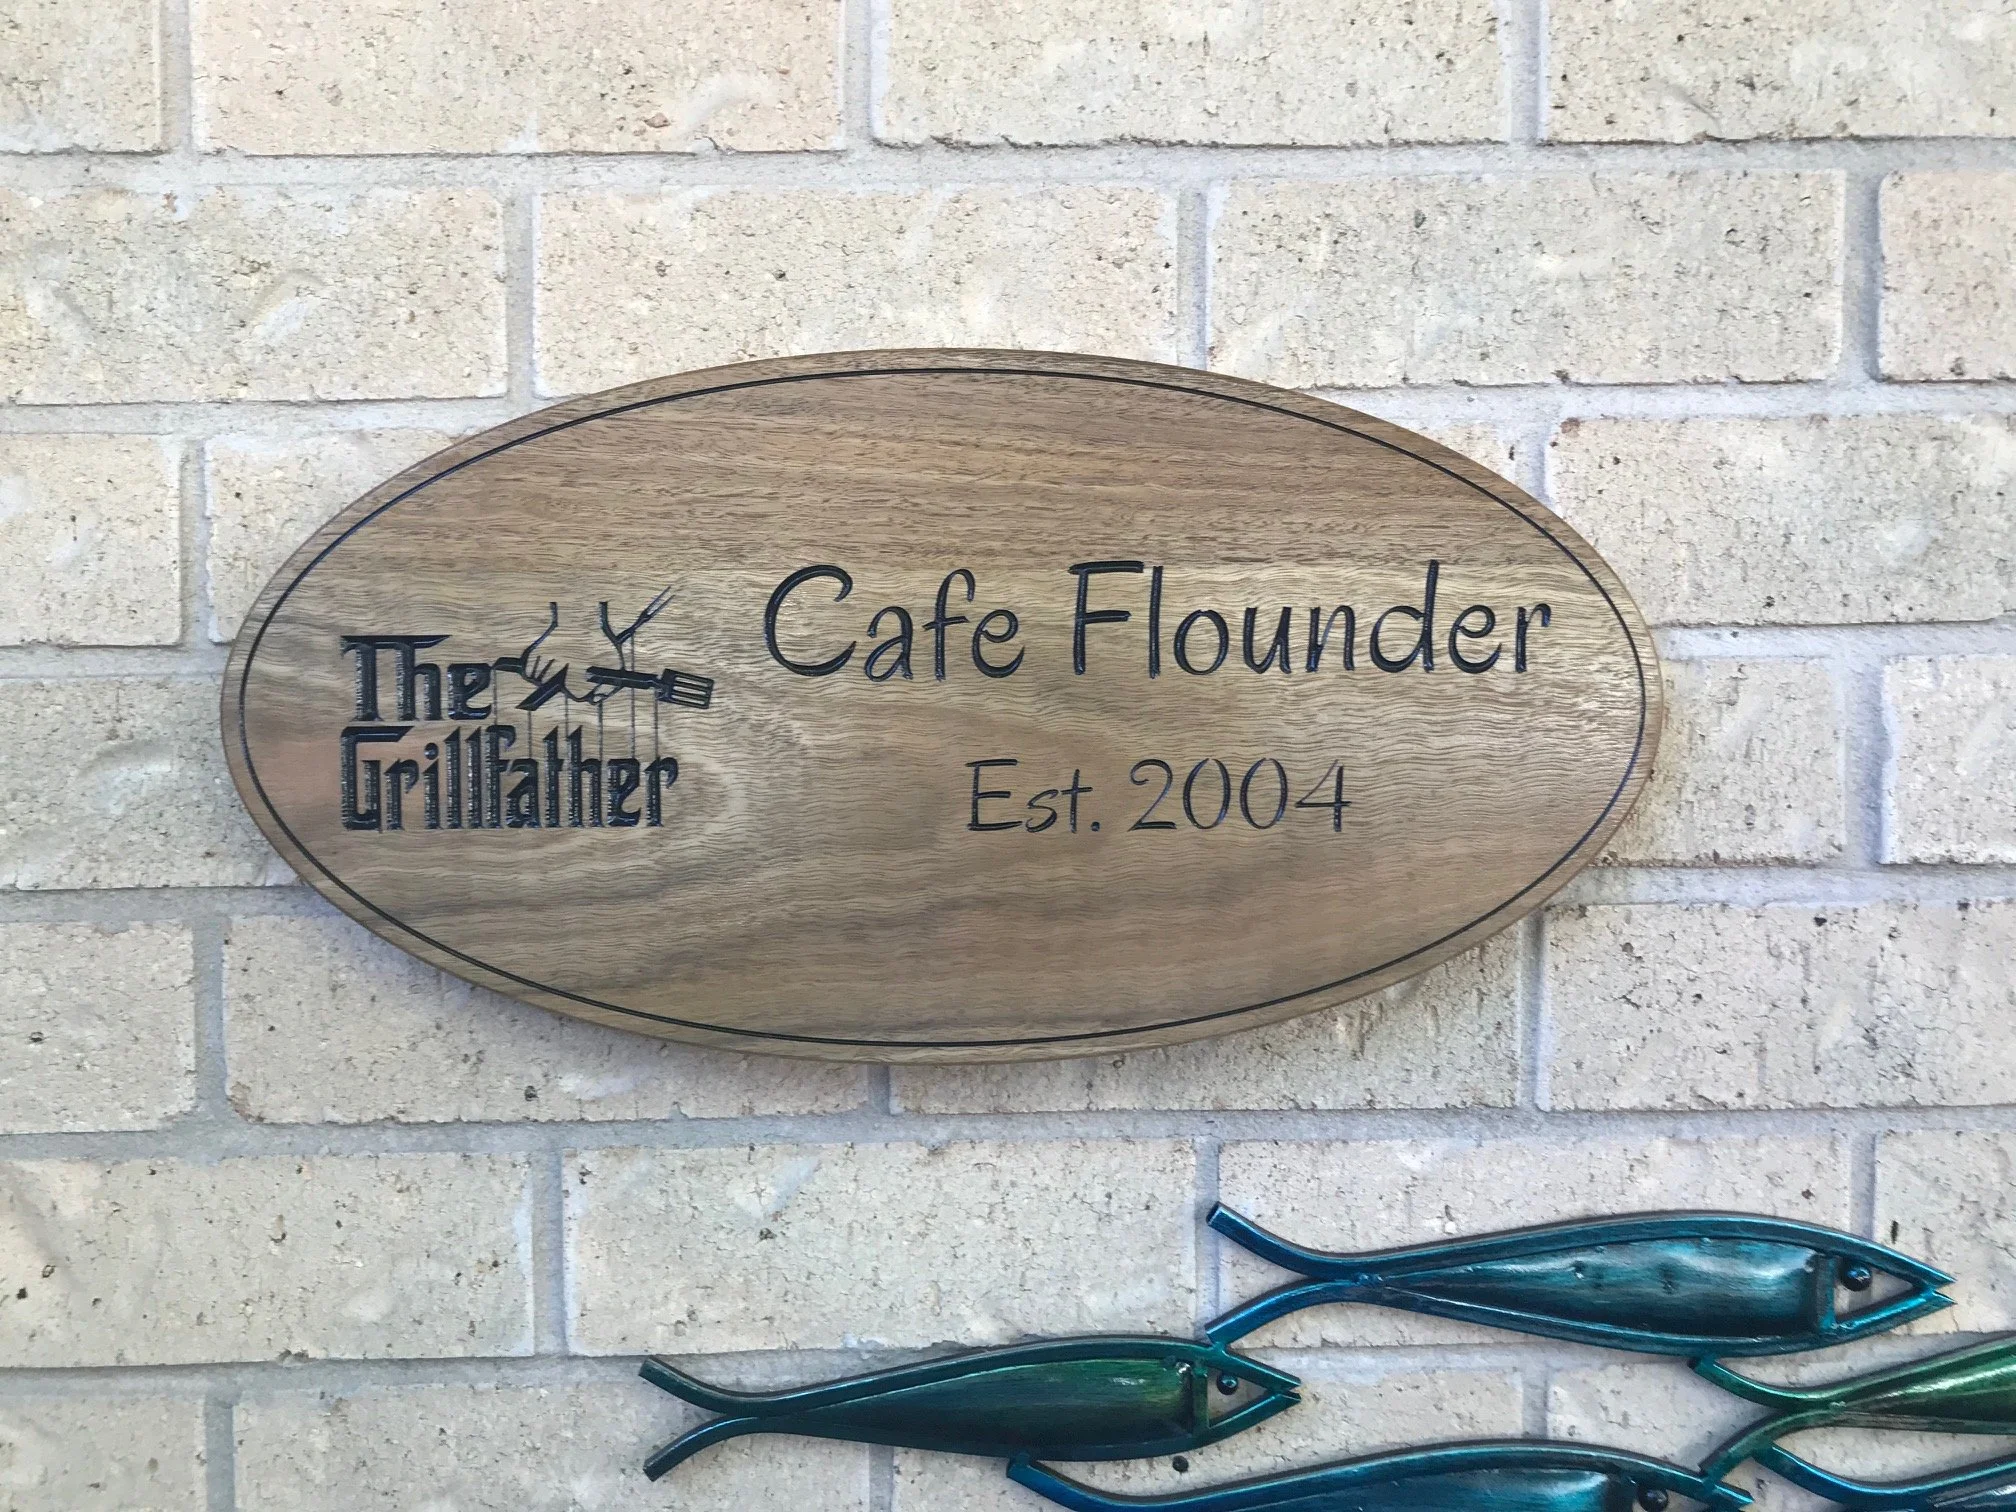 The
Grillfather
Cafe Flounder
Est. 2004